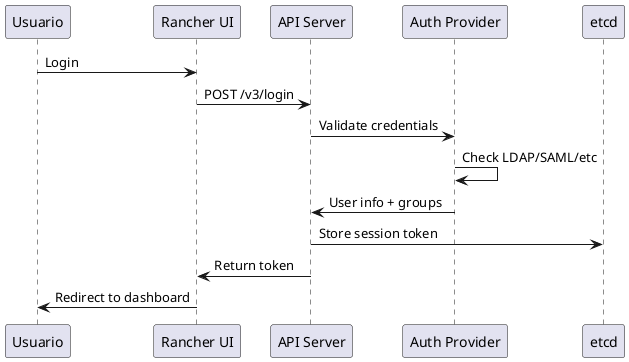 Usuario
Rancher UI
API Server
Auth Provider
etcd
Login
POST /v3/login
Validate credentials
Check LDAP/SAML/etc
User info + groups
Store session token
Return token
Redirect to dashboard
Usuario
Rancher UI
API Server
Auth Provider
etcd